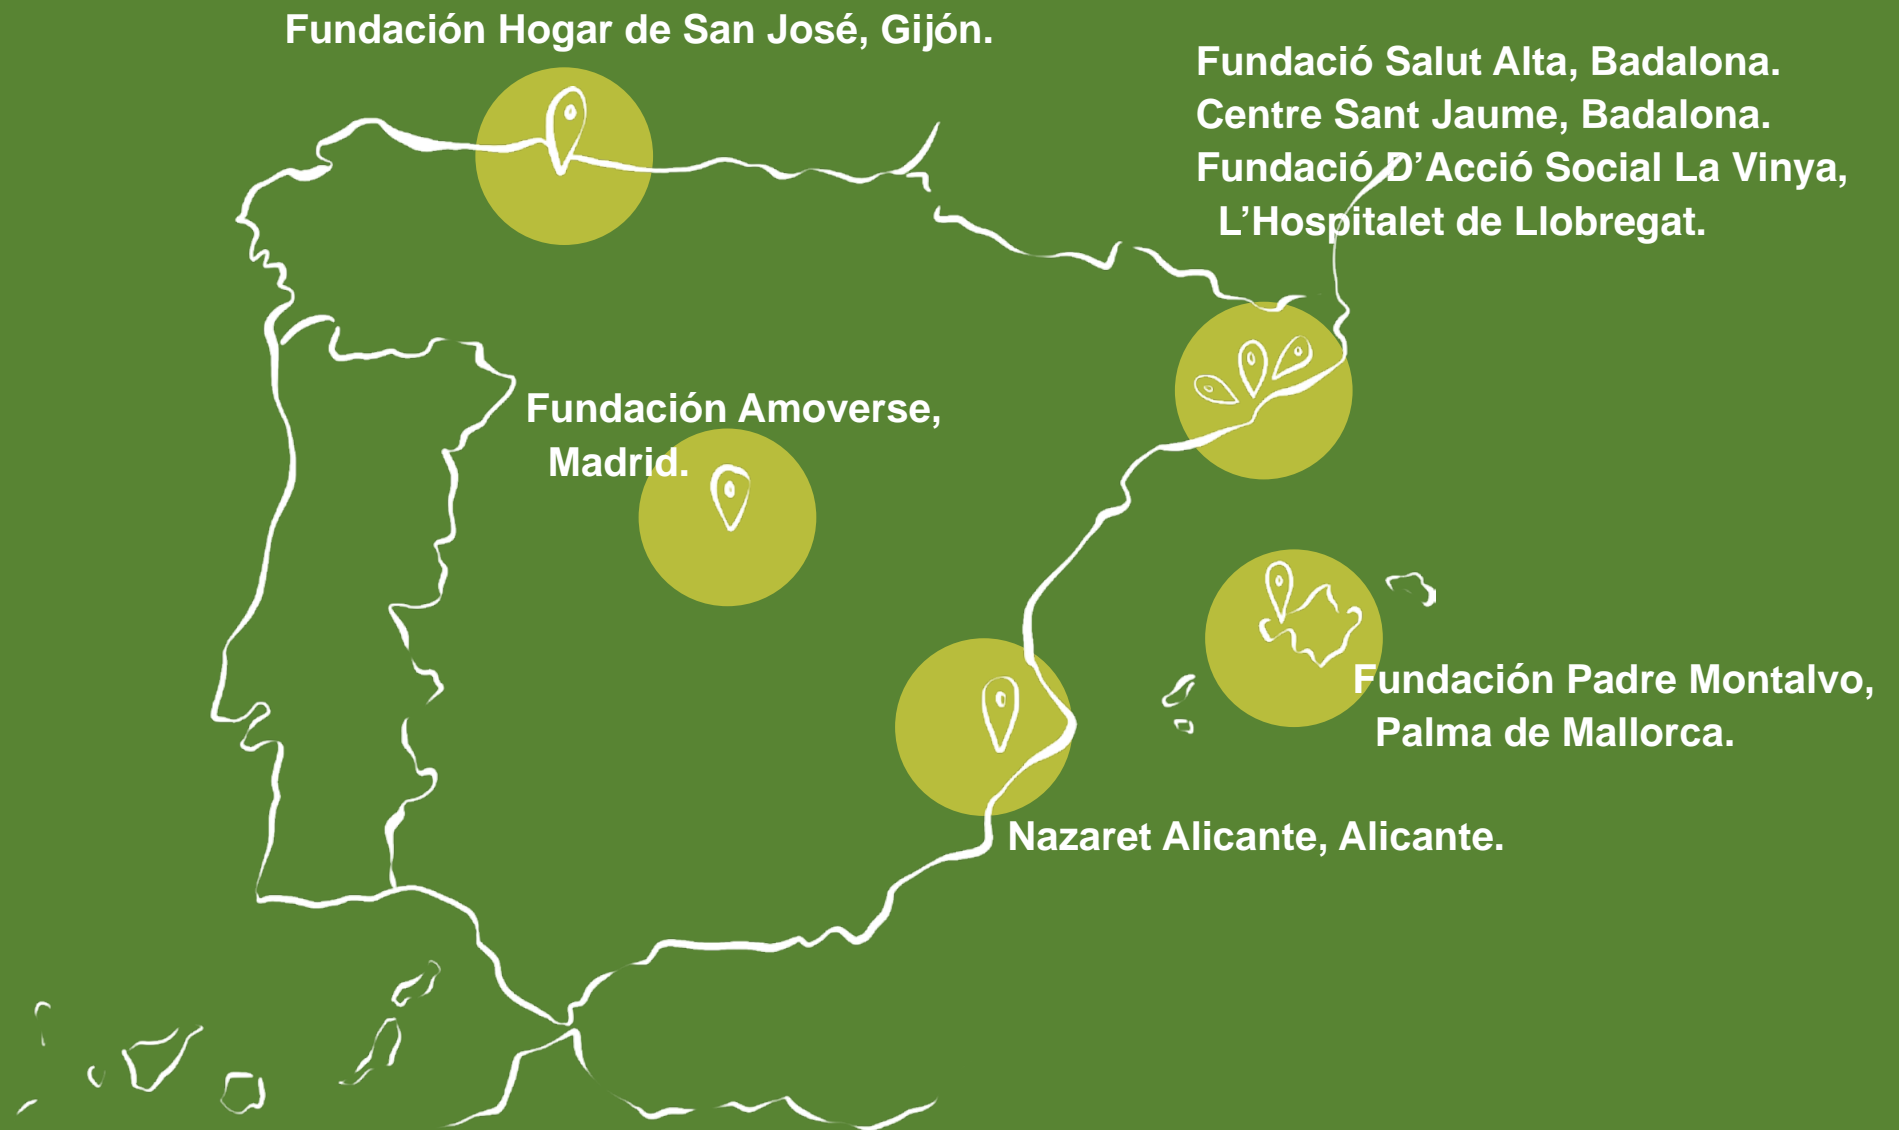 Fundación Hogar de San José, Gijón.
Fundació Salut Alta, Badalona.
Centre Sant Jaume, Badalona.
Fundació D’Acció Social La Vinya,
L’Hospitalet de Llobregat.
Fundación Amoverse,
Madrid.
Fundación Padre Montalvo,
Palma de Mallorca.
Nazaret Alicante, Alicante.